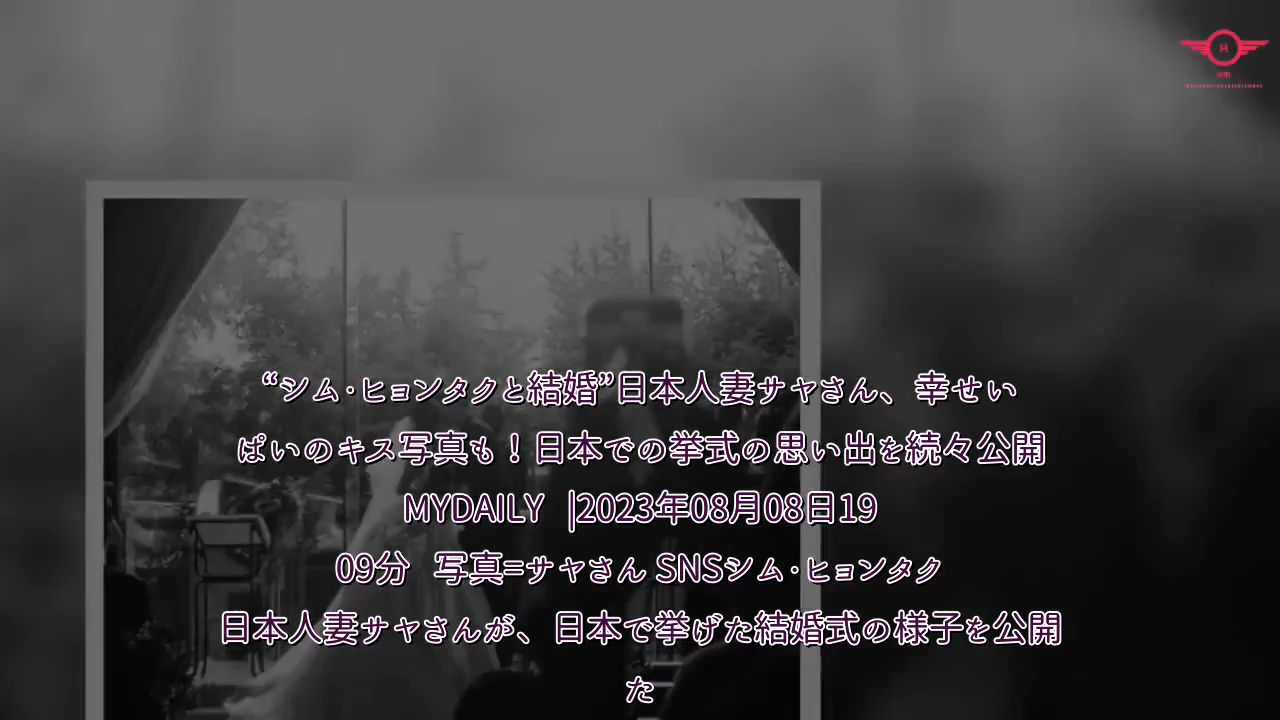 H
“シム·ヒョンタクと結婚”日本人妻サヤさん、幸せい
ぱいのキス写真も！日本での挙式の思い出を続々公開
MYDAILY |2023年08月08日19
09分 写真=サヤさん SNSシム·ヒョンタク
日本人妻サヤさんが、日本で挙げた結婚式の様子を公開
た